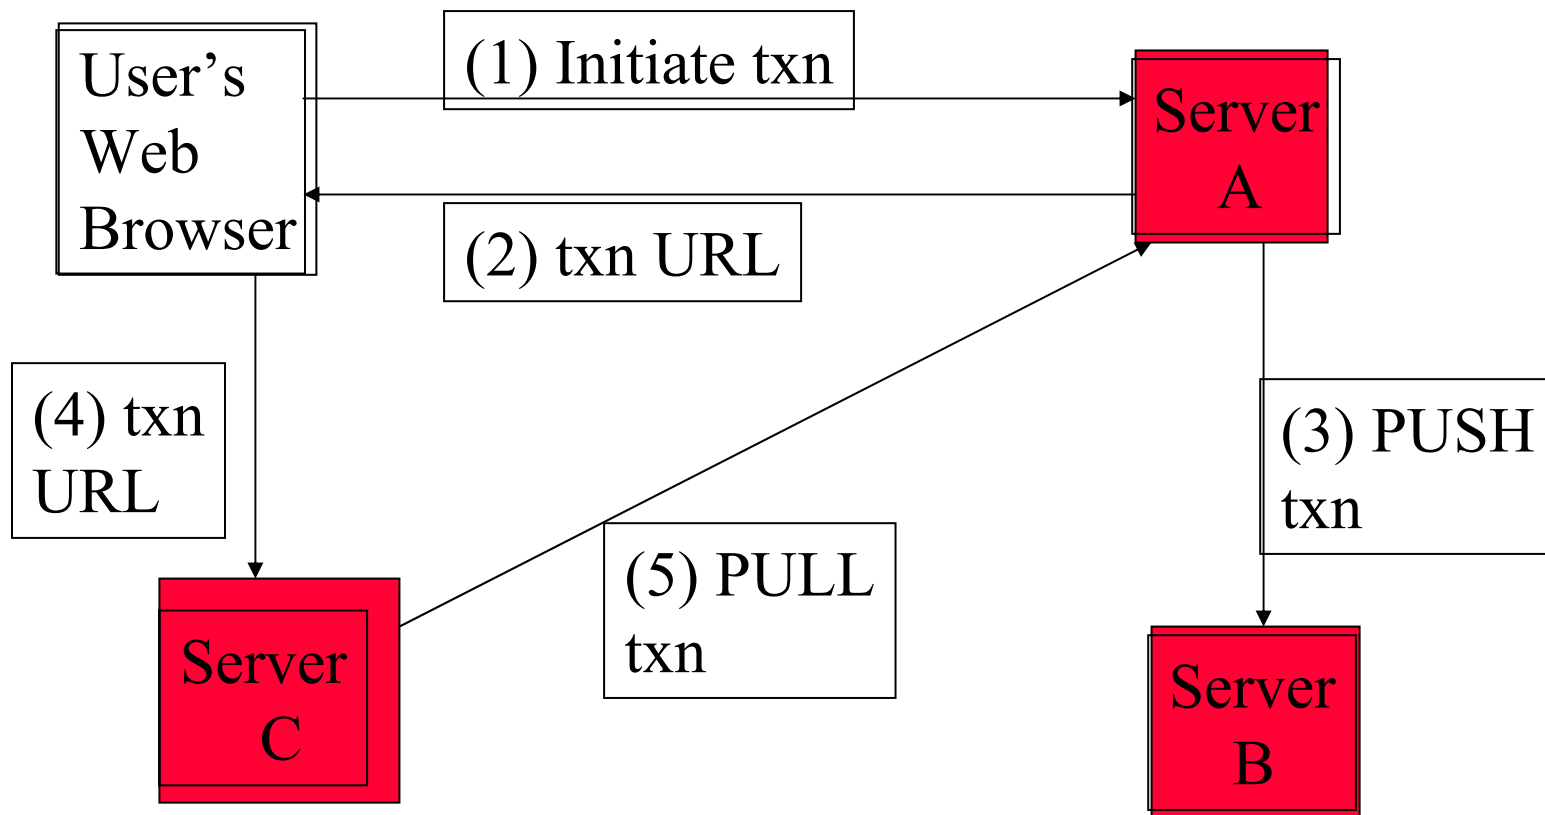 User’s
Web
Browser
(1) Initiate txn
Server
A
(2) txn URL
(4) txn
URL
(3) PUSH
txn
(5) PULL
txn
Server
C
Server
B